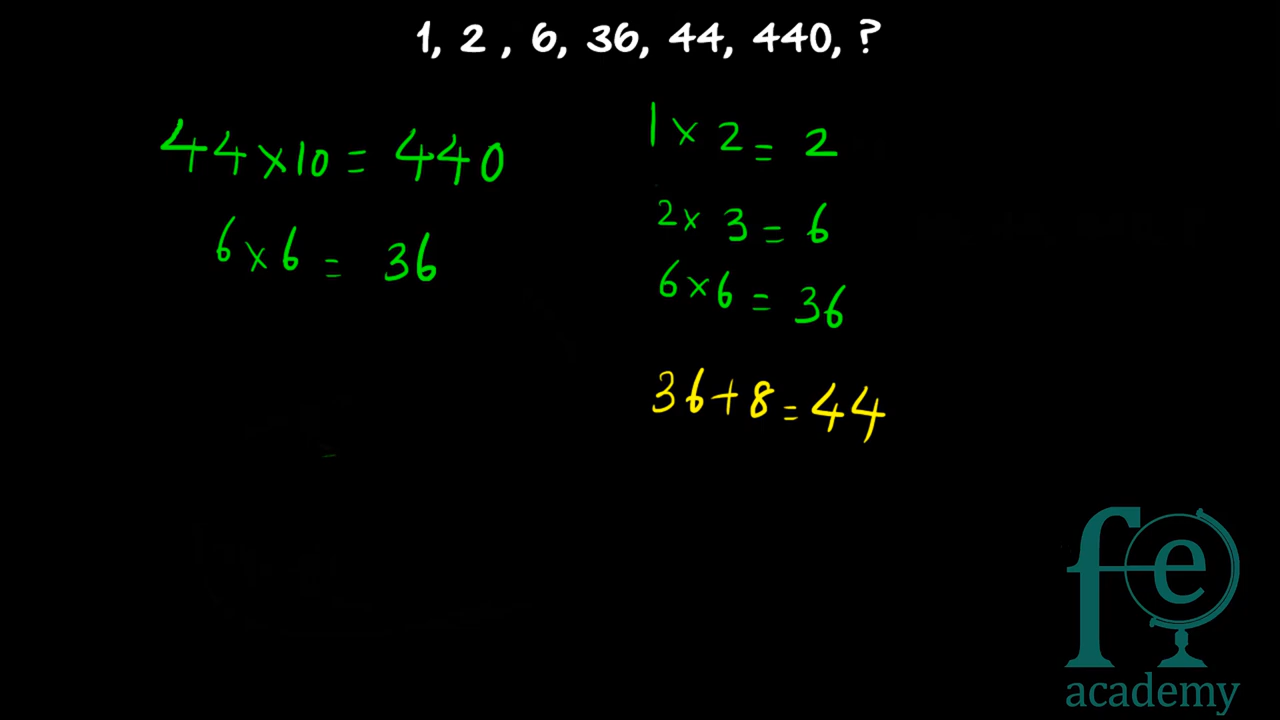 1, 2 , 6, 36, 44, 440, ?
44 × 10 = 440
6 × 6 = 36
1 × 2 = 2
2 × 3 = 6
6 × 6 = 36
36 + 8 = 44
fe
academy